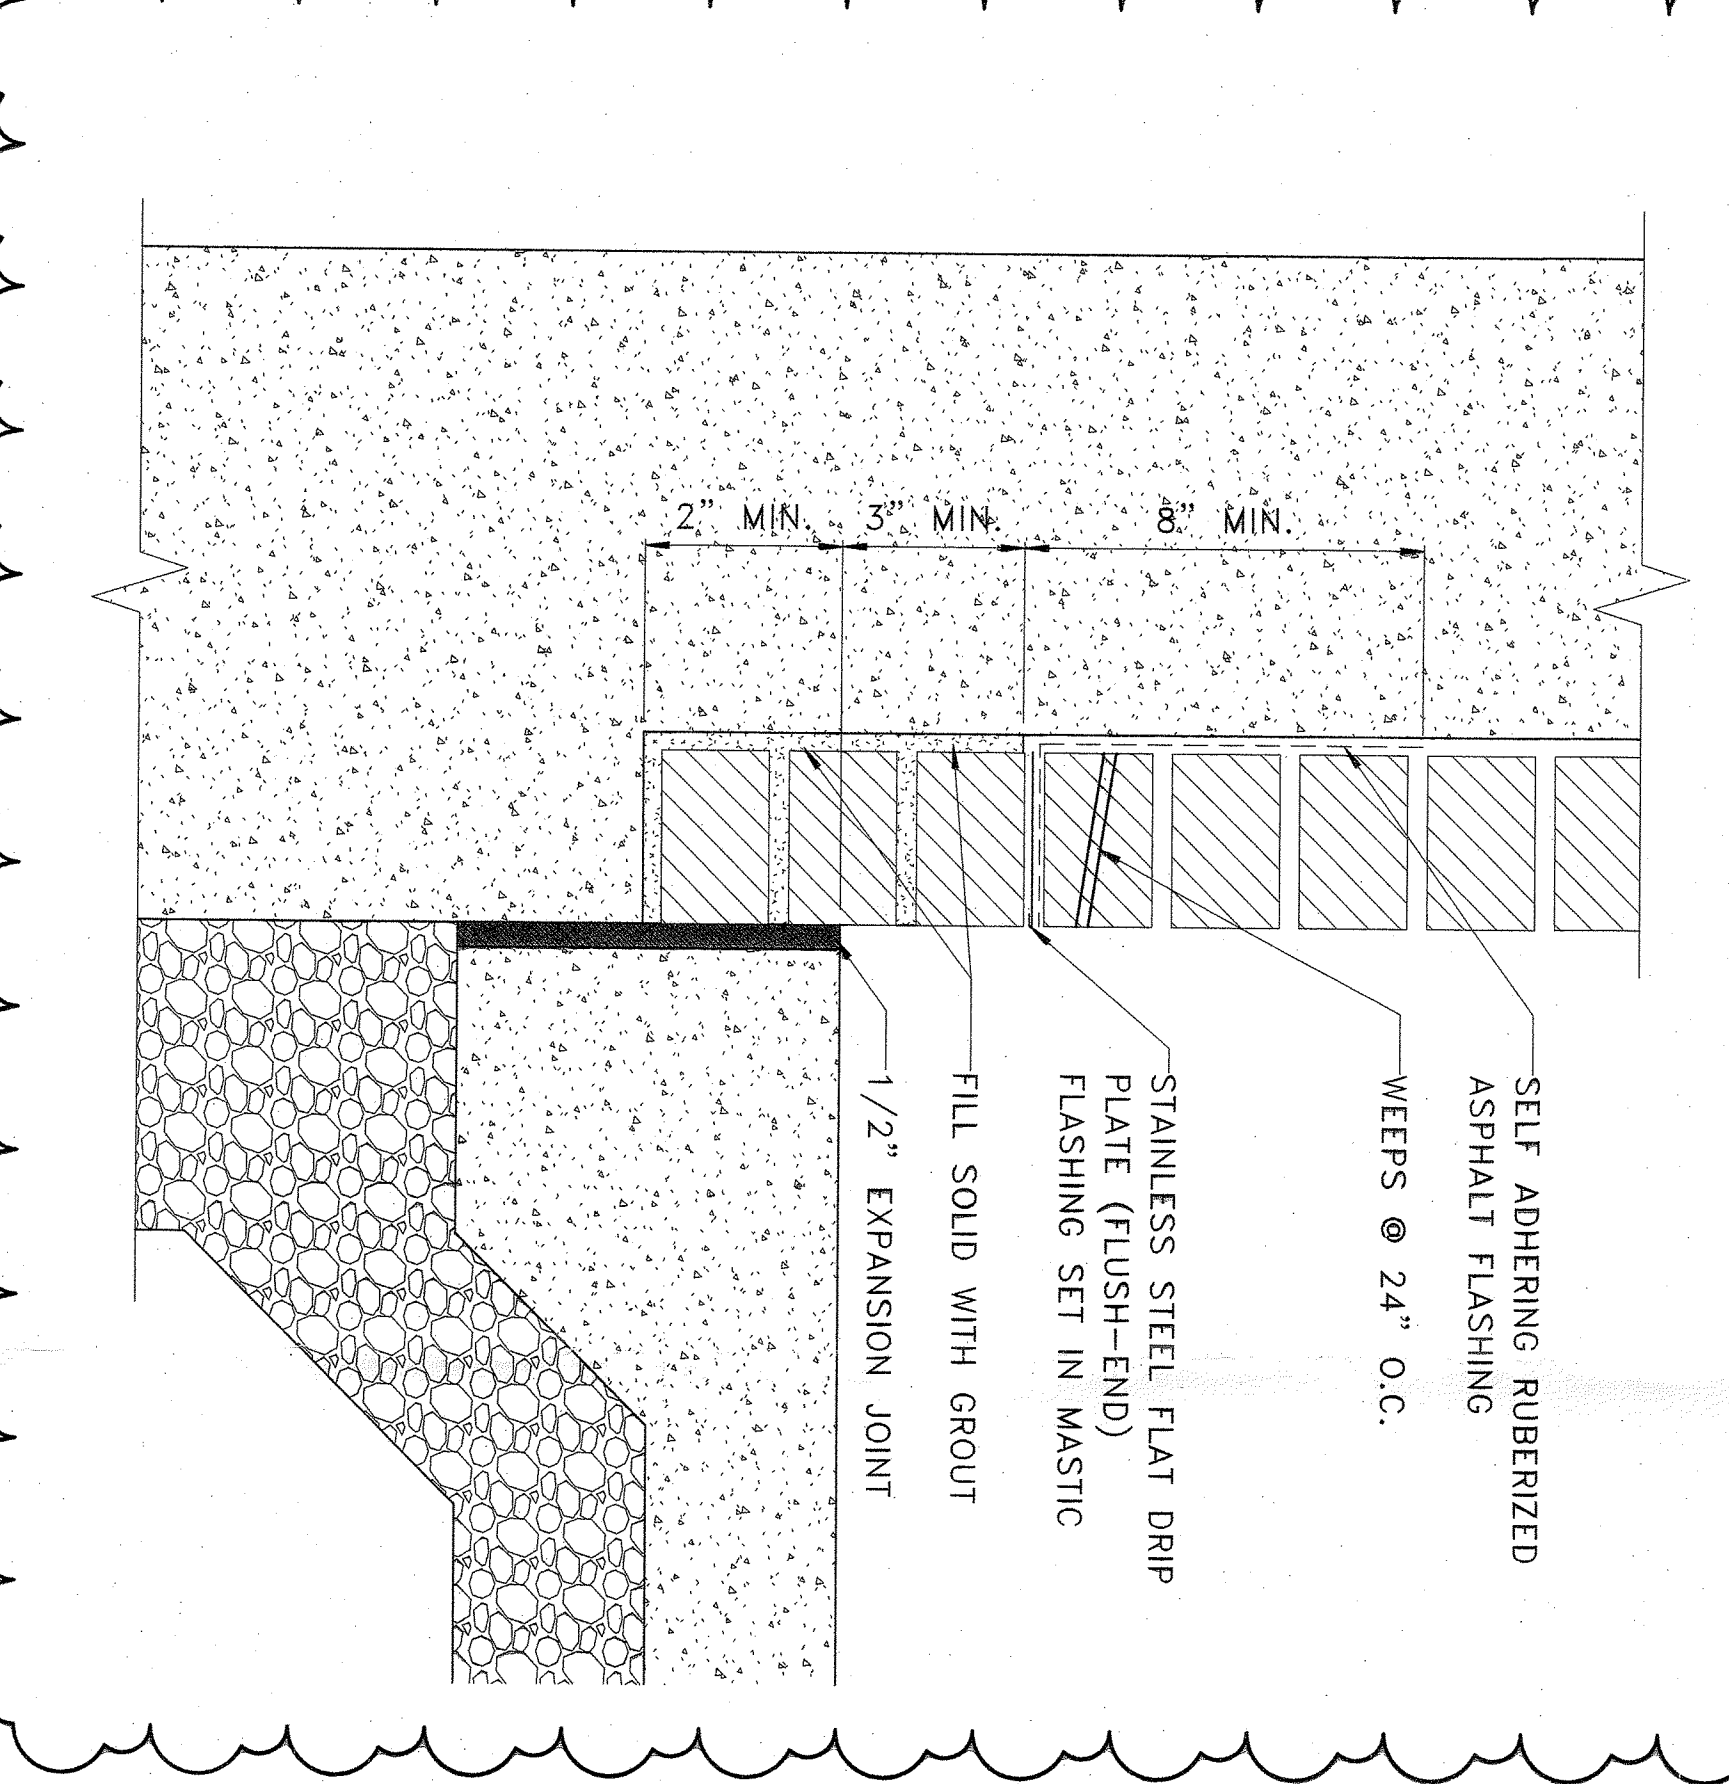 2" MIN.
3" MIN.
8" MIN.
SELF ADHERING RUBERIZED
ASPHALT FLASHING
WEEPS @ 24" O.C.
STAINLESS STEEL FLAT DRIP
PLATE (FLUSH-END)
FLASHING SET IN MASTIC
FILL SOLID WITH GROUT
1/2" EXPANSION JOINT